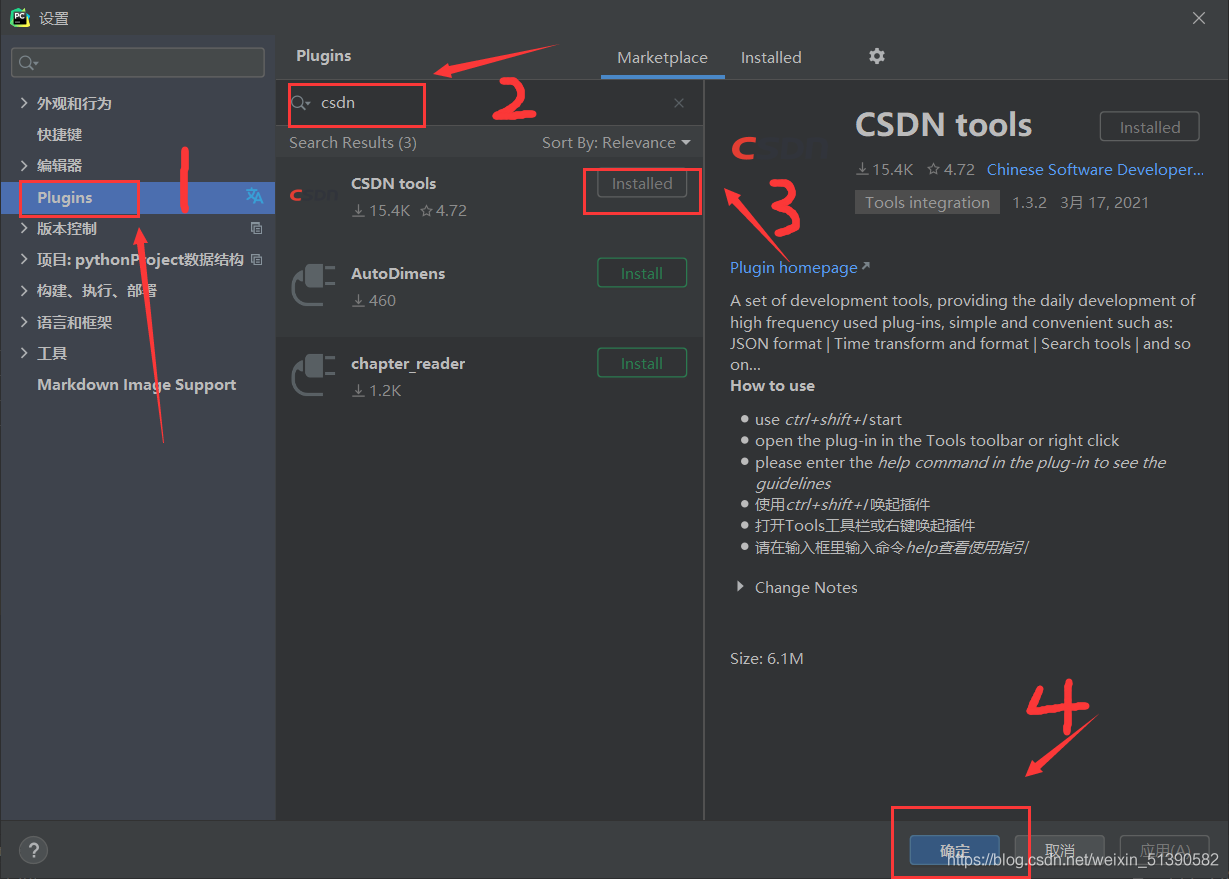 PC 设置
Plugins
Marketplace
Installed
外观和行为
快捷键
编辑器
Plugins
版本控制
项目: pythonProject数据结构
构建、执行、部署
语言和框架
工具
Markdown Image Support
1
2
3
4
csdn
Search Results (3)
Sort By: Relevance
CSDN tools
15.4K 4.72
Installed
AutoDimens
460
Install
chapter_reader
1.2K
Install
CSDN tools
Installed
15.4K 4.72 Chinese Software Developer...
Tools integration 1.3.2 3月 17, 2021
Plugin homepage
A set of development tools, providing the daily development of
high frequency used plug-ins, simple and convenient such as:
JSON format | Time transform and format | Search tools | and so
on...
How to use
use ctrl+shift+I start
open the plug-in in the Tools toolbar or right click
please enter the help command in the plug-in to see the
guidelines
使用ctrl+shift+I 唤起插件
打开Tools工具栏或右键唤起插件
请在输入框里输入命令help查看使用指引
Change Notes
Size: 6.1M
?
确定
取消
应用(A)
https://blog.csdn.net/weixin_51390582